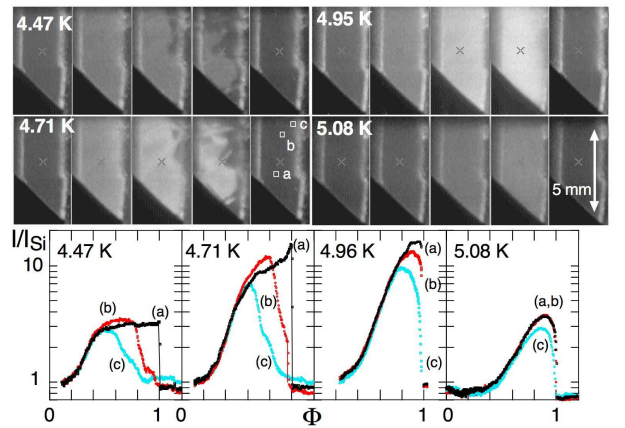 4.47 K
4.95 K
4.71 K
c
b
a
5.08 K
5 mm
I/I_Si
10
1
4.47 K
(b)
(a)
(c)
4.71 K
(a)
(b)
(c)
4.96 K
(a)
(b)
(c)
5.08 K
(a,b)
(c)
0
1
0
Φ
1
0
1